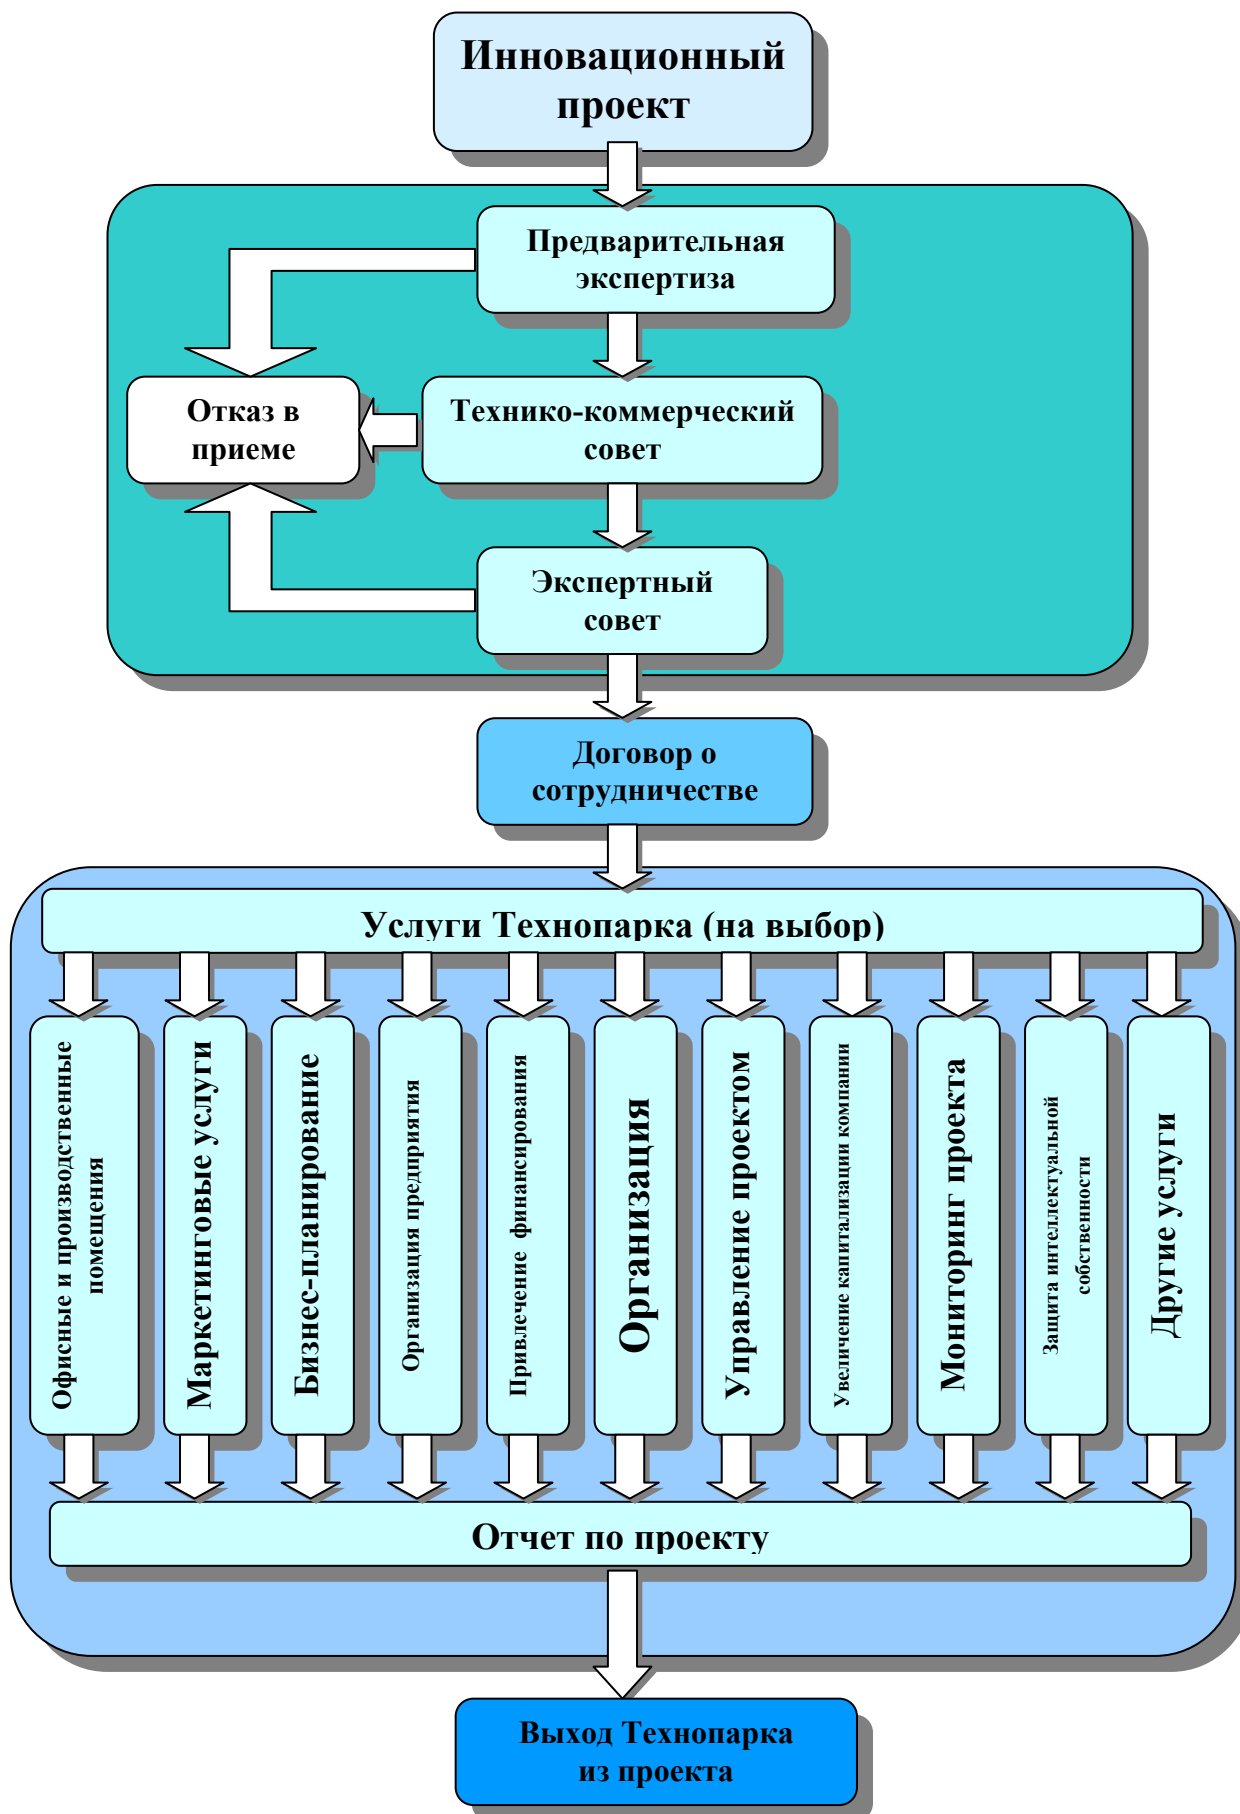 Инновационный
проект
Предварительная
экспертиза
Отказ в
приеме
Технико-коммерческий
совет
Экспертный
совет
Договор о
сотрудничестве
Услуги Технопарка (на выбор)
Офисные и производственные
помещения
Маркетинговые услуги
Бизнес-планирование
Организация предприятия
Привлечение финансирования
Организация
Управление проектом
Увеличение капитализации компании
Мониторинг проекта
Защита интеллектуальной
собственности
Другие услуги
Отчет по проекту
Выход Технопарка
из проекта